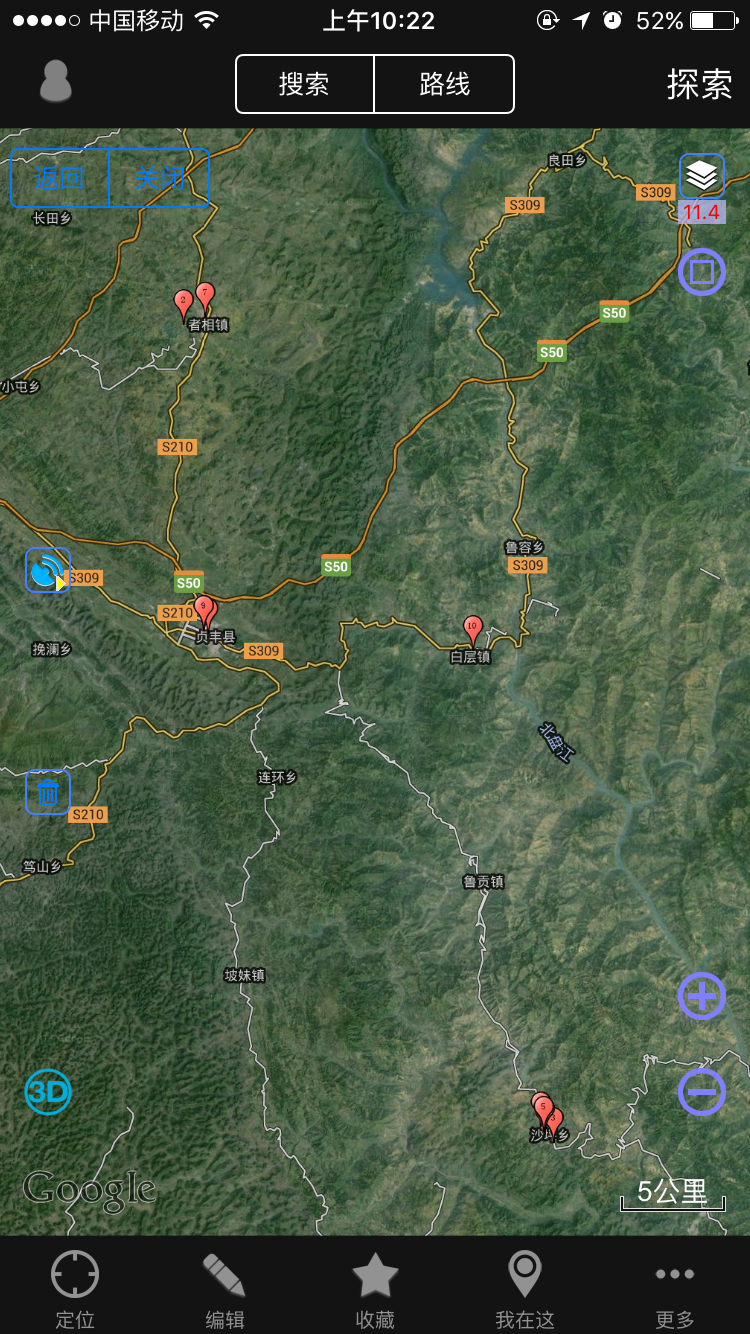 中国移动 上午10:22 52%
搜索 路线 探索
返回 关闭
良田乡
S309
S309
11.4
长田乡
2
7
者相镇
S50
S50
小屯乡
S210
鲁容乡
S50
S309
S309
S50
S210
9
贞丰县
S309
挽澜乡
10
白层镇
北盘江
连环乡
S210
笃山乡
鲁贡镇
坡妹镇
3D
5
3
沙坪乡
Google
5公里
定位 编辑 收藏 我在这 更多